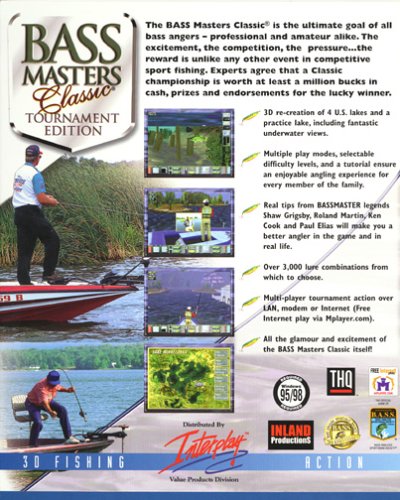 BASS
MASTERS
Classic®
TOURNAMENT
EDITION
The BASS Masters Classic® is the ultimate goal of all
bass angers – professional and amateur alike. The
excitement, the competition, the pressure...the
reward is unlike any other event in competitive
sport fishing. Experts agree that a Classic
championship is worth at least a million bucks in
cash, prizes and endorsements for the lucky winner.
3D re-creation of 4 U.S. lakes and a
practice lake, including fantastic
underwater views.
Multiple play modes, selectable
difficulty levels, and a tutorial ensure
an enjoyable angling experience for
every member of the family.
Real tips from BASSMASTER legends
Shaw Grigsby, Roland Martin, Ken
Cook and Paul Elias will make you a
better angler in the game and in
real life.
Over 3,000 lure combinations from
which to choose.
Multi-player tournament action over
LAN, modem or Internet (Free
Internet play via Mplayer.com).
All the glamour and excitement of
the BASS Masters Classic itself!
59 B
Windows
95/98
THQ
FREE
INLAND
PRODUCTIONS
BASS
Distributed By
Interplay
Value Products Division
3D FISHING
ACTION